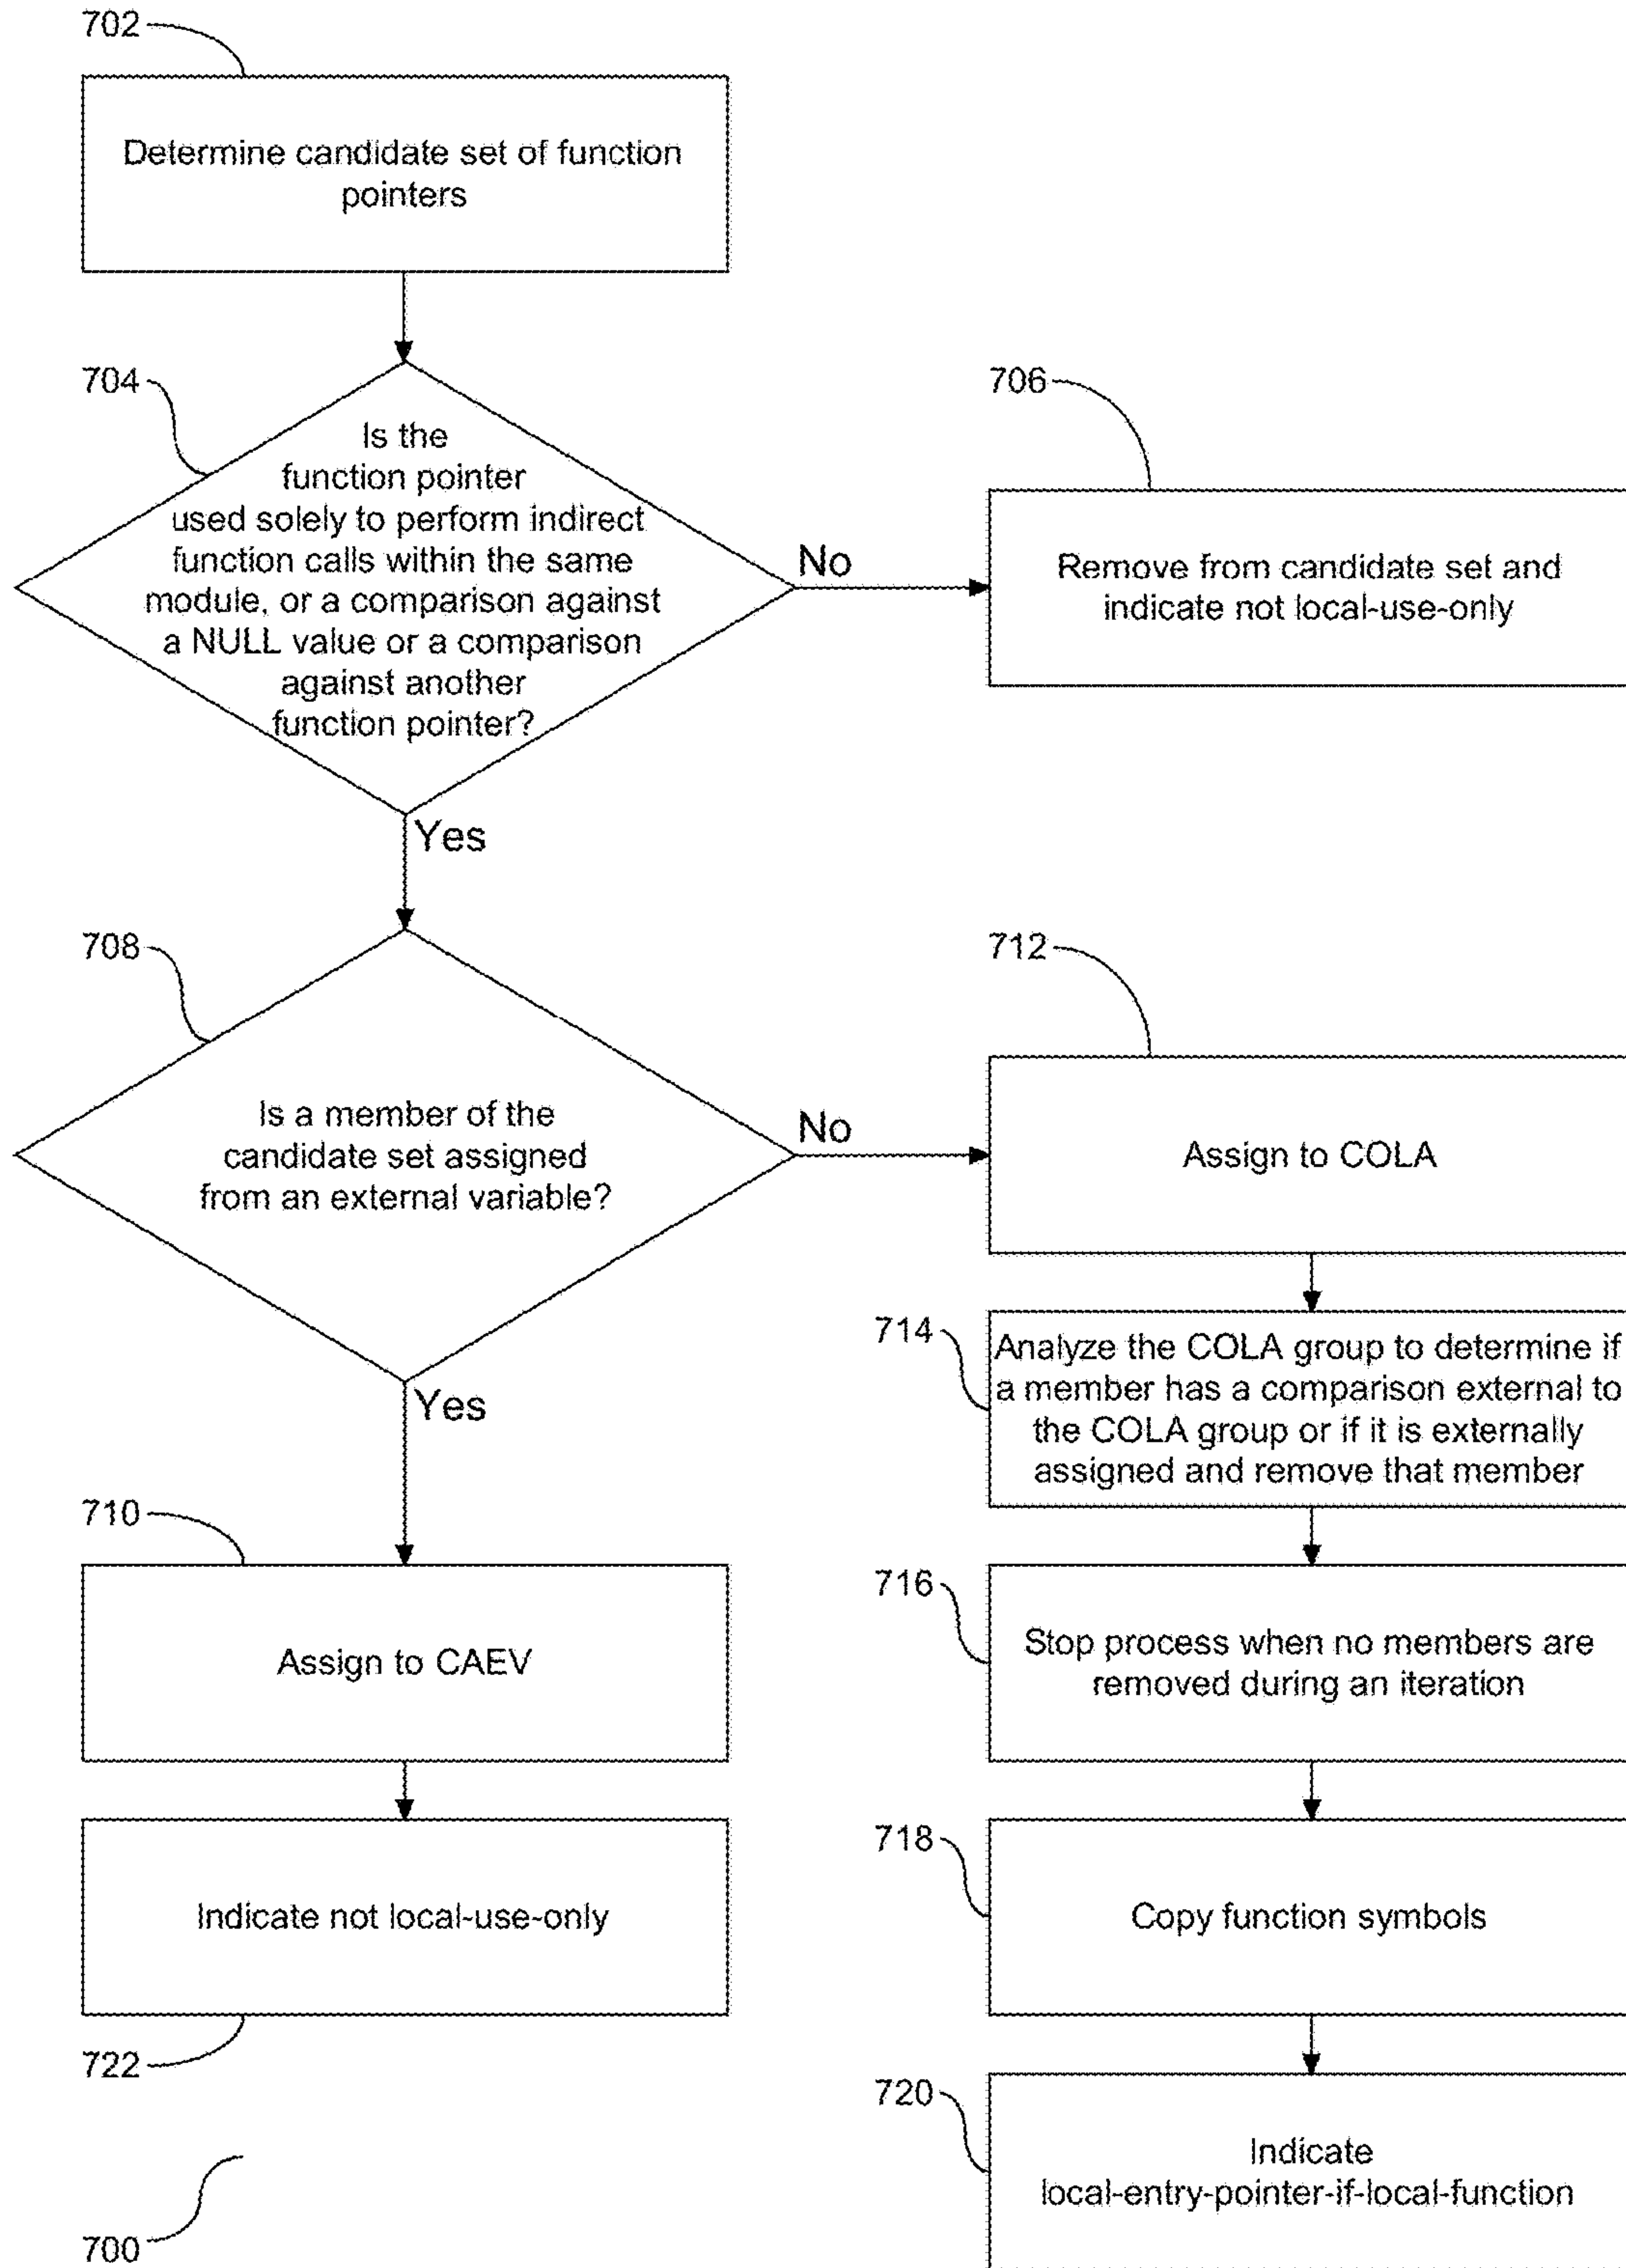 702
Determine candidate set of function
pointers
704
Is the
function pointer
used solely to perform indirect
function calls within the same
module, or a comparison against
a NULL value or a comparison
against another
function pointer?
No
706
Remove from candidate set and
indicate not local-use-only
Yes
708
Is a member of the
candidate set assigned
from an external variable?
No
712
Assign to COLA
714
Analyze the COLA group to determine if
a member has a comparison external to
the COLA group or if it is externally
assigned and remove that member
Yes
710
Assign to CAEV
716
Stop process when no members are
removed during an iteration
Indicate not local-use-only
722
718
Copy function symbols
720
Indicate
local-entry-pointer-if-local-function
700